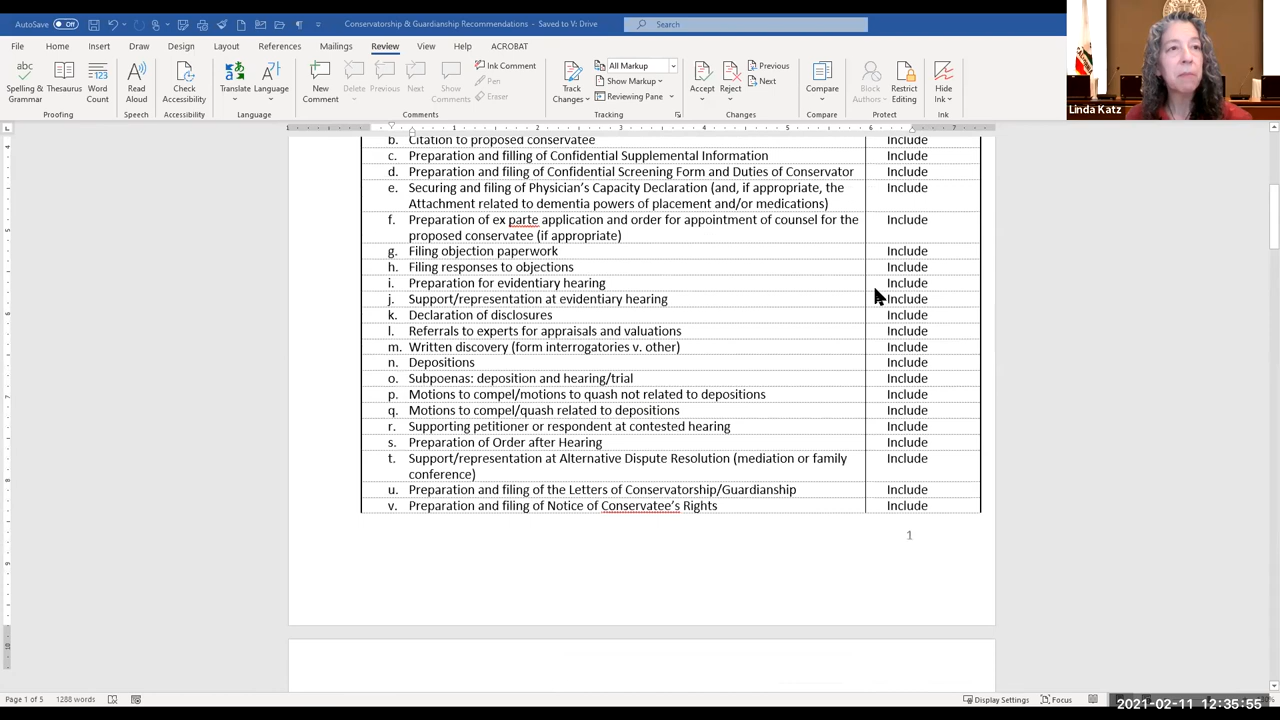 AutoSave Off Conservatorship & Guardianship Recommendations - Saved to V: Drive Search
File Home Insert Draw Design Layout References Mailings Review View Help ACROBAT
abc 123 Ink Comment All Markup Previous
Pen Show Markup Next
Eraser Reviewing Pane
Spelling & Grammar Thesaurus Word Count Read Aloud Check Accessibility Translate Language New Comment Delete Previous Next Show Comments Track Changes Accept Reject Compare Block Authors Restrict Editing Hide Ink
Proofing Speech Accessibility Language Comments Tracking Changes Compare Protect Ink
Linda Katz
1 1 2 3 4 5 6 7
b. Citation to proposed conservatee Include
c. Preparation and filling of Confidential Supplemental Information Include
d. Preparation and filing of Confidential Screening Form and Duties of Conservator Include
e. Securing and filing of Physician's Capacity Declaration (and, if appropriate, the Include
Attachment related to dementia powers of placement and/or medications)
f. Preparation of ex parte application and order for appointment of counsel for the Include
proposed conservatee (if appropriate)
g. Filing objection paperwork Include
h. Filing responses to objections Include
i. Preparation for evidentiary hearing Include
j. Support/representation at evidentiary hearing Include
k. Declaration of disclosures Include
l. Referrals to experts for appraisals and valuations Include
m. Written discovery (form interrogatories v. other) Include
n. Depositions Include
o. Subpoenas: deposition and hearing/trial Include
p. Motions to compel/motions to quash not related to depositions Include
q. Motions to compel/quash related to depositions Include
r. Supporting petitioner or respondent at contested hearing Include
s. Preparation of Order after Hearing Include
t. Support/representation at Alternative Dispute Resolution (mediation or family Include
conference)
u. Preparation and filing of the Letters of Conservatorship/Guardianship Include
v. Preparation and filing of Notice of Conservatee's Rights Include
1
Page 1 of 5 1288 words Display Settings Focus
2021-02-11 12:35:55